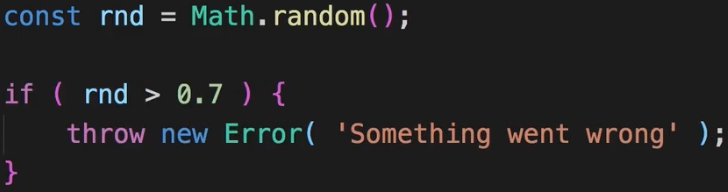 const rnd = Math.random();
if ( rnd > 0.7 ) {
throw new Error( 'Something went wrong' );
}